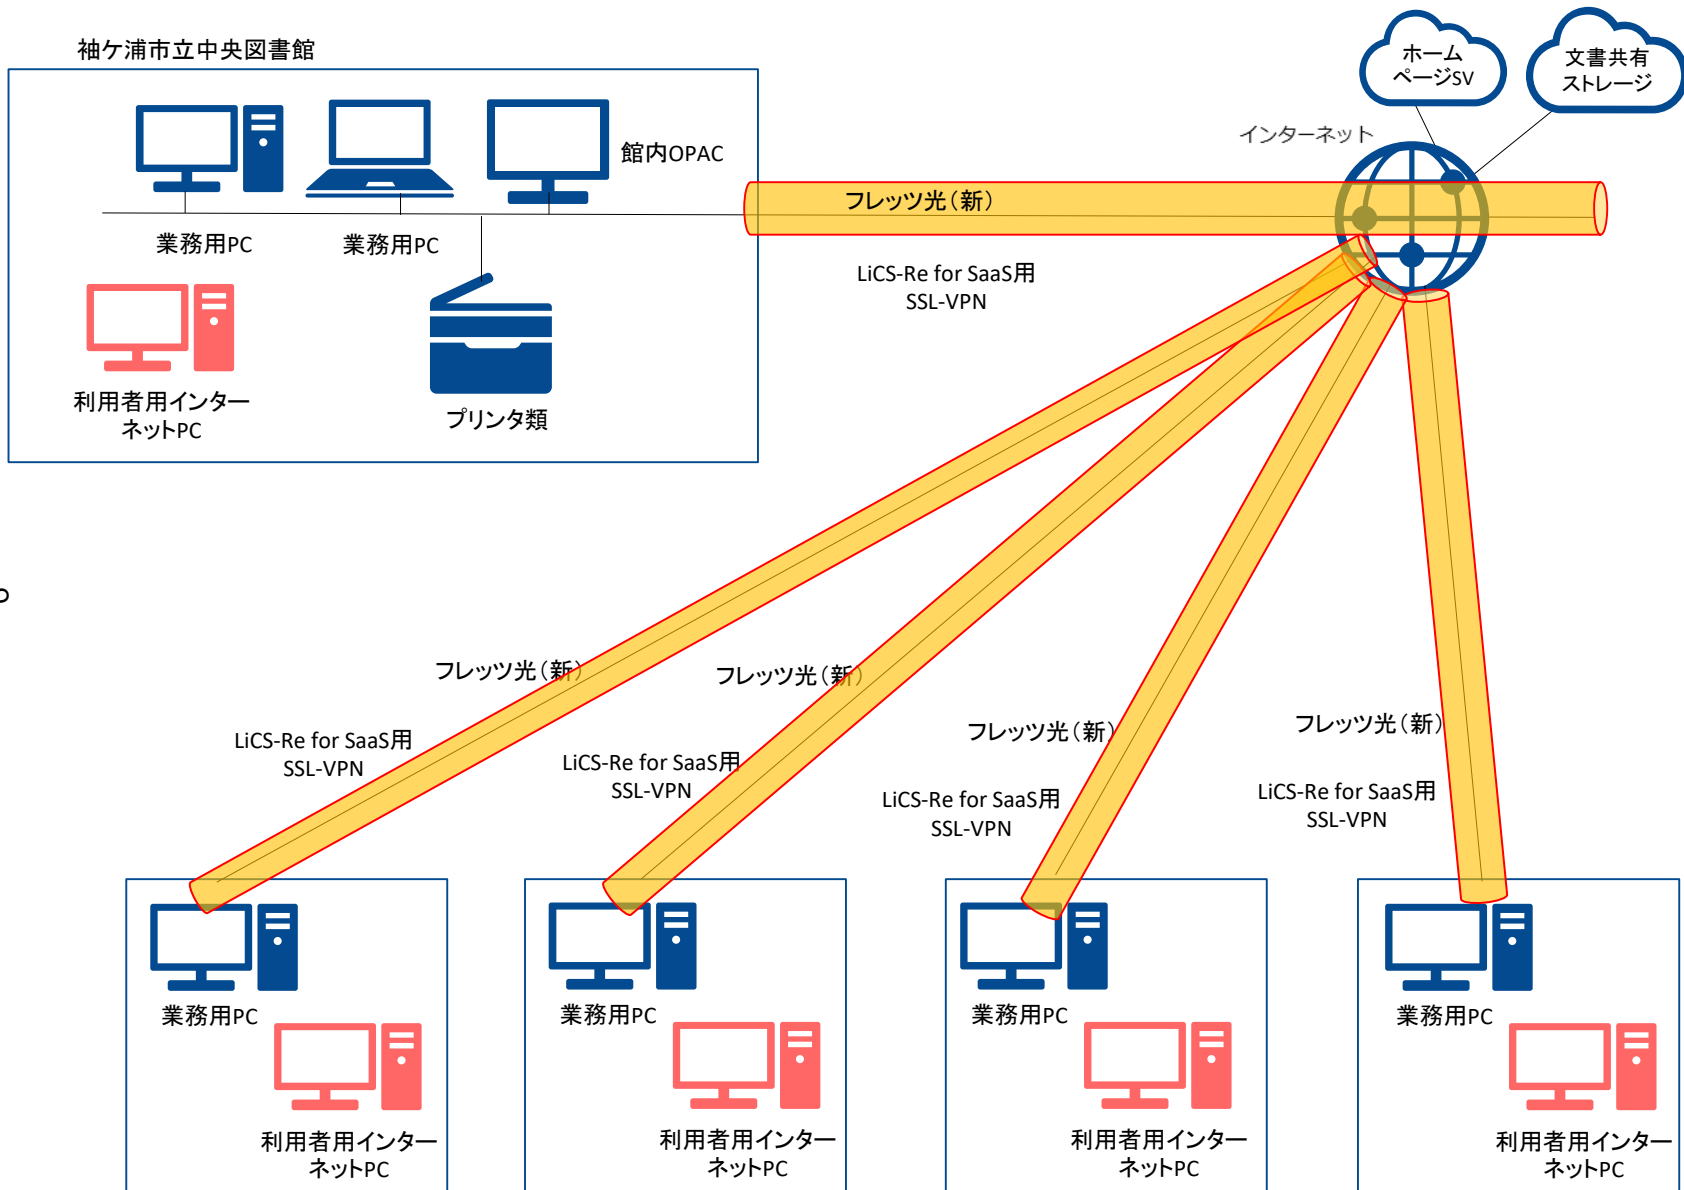 袖ケ浦市立中央図書館
ホーム
ページSV
文書共有
ストレージ
インターネット
館内OPAC
フレッツ光(新)
業務用PC
業務用PC
LiCS-Re for SaaS用
SSL-VPN
利用者用インター
ネットPC
プリンタ類
フレッツ光(新)
LiCS-Re for SaaS用
SSL-VPN
フレッツ光(新)
LiCS-Re for SaaS用
SSL-VPN
フレッツ光(新)
LiCS-Re for SaaS用
SSL-VPN
フレッツ光(新)
LiCS-Re for SaaS用
SSL-VPN
業務用PC
利用者用インター
ネットPC
業務用PC
利用者用インター
ネットPC
業務用PC
利用者用インター
ネットPC
業務用PC
利用者用インター
ネットPC